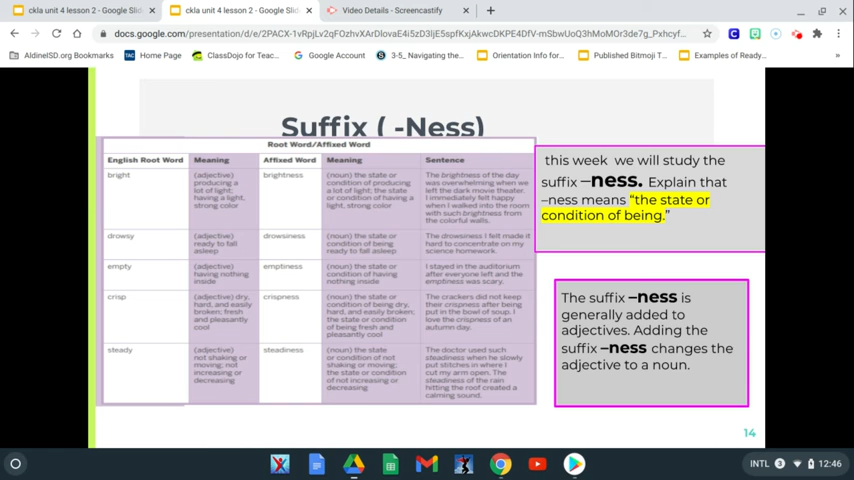 ckla unit 4 lesson 2 - Google Slid
ckla unit 4 lesson 2 - Google Slid
Video Details - Screencastify
docs.google.com/presentation/d/e/2PACX-1vRpjLv2qFOzhvXArDlovaE4i5zD3ljE5spfKxjAkwcDKPE4DfV-mSbwUoQ3hMoMOr3de7g_Pxhcyf...
AldineISD.org Bookmarks
Home Page
ClassDojo for Teac...
Google Account
3-5_ Navigating the...
Orientation Info for...
Published Bitmoji T...
Examples of Ready...
»
Suffix ( -Ness)
Root Word/Affixed Word
English Root Word Meaning Affixed Word Meaning Sentence
bright
(adjective)
producing a
lot of light;
having a light,
strong color
brightness
(noun) the state or
condition of producing
a lot of light; the state
or condition of having a
light, strong color
The brightness of the day
was overwhelming when we
left the dark movie theater.
I immediately felt happy
when I walked into the room
with such brightness from
the colorful walls.
drowsy
(adjective)
ready to fall
asleep
drowsiness
(noun) the state or
condition of being
ready to fall asleep
The drowsiness I felt made it
hard to concentrate on my
science homework.
empty
(adjective)
having nothing
inside
emptiness
(noun) the state or
condition of having
nothing inside
I stayed in the auditorium
after everyone left and the
emptiness was scary.
crisp
(adjective) dry,
hard, and easily
broken; fresh
and pleasantly
cool
crispness
(noun) the state or
condition of being dry,
hard, and easily broken;
the state or condition
of being fresh and
pleasantly cool
The crackers did not keep
their crispness after being
put in the bowl of soup. I
love the crispness of an
autumn day.
steady
(adjective)
not shaking or
moving; not
increasing or
decreasing
steadiness
(noun) the state
or condition of not
shaking or moving;
the state or condition
of not increasing or
decreasing
The doctor used such
steadiness when he slowly
put stitches in where I
cut my arm open. The
steadiness of the rain
hitting the roof created a
calming sound.
this week we will study the
suffix –ness. Explain that
–ness means “the state or
condition of being.”
The suffix –ness is
generally added to
adjectives. Adding the
suffix –ness changes the
adjective to a noun.
14
INTL 3 12:46